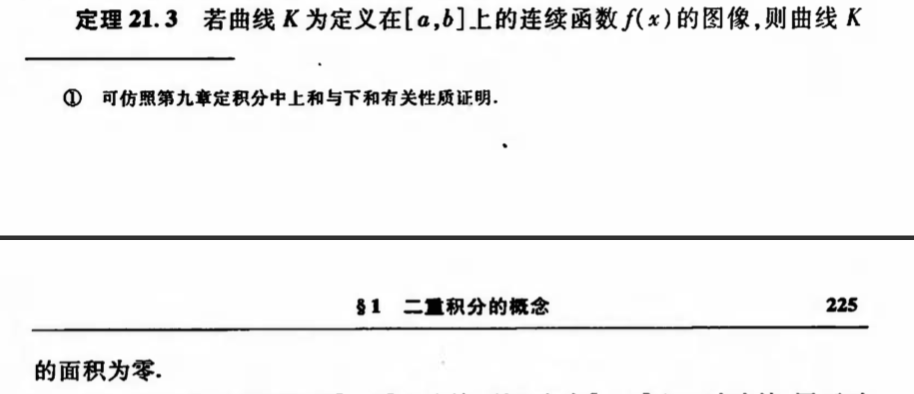 定理 21.3 若曲线 K 为定义在[a,b]上的连续函数 f(x)的图像,则曲线 K
① 可仿照第九章定积分中上和与下和有关性质证明.
§1 二重积分的概念 225
的面积为零.